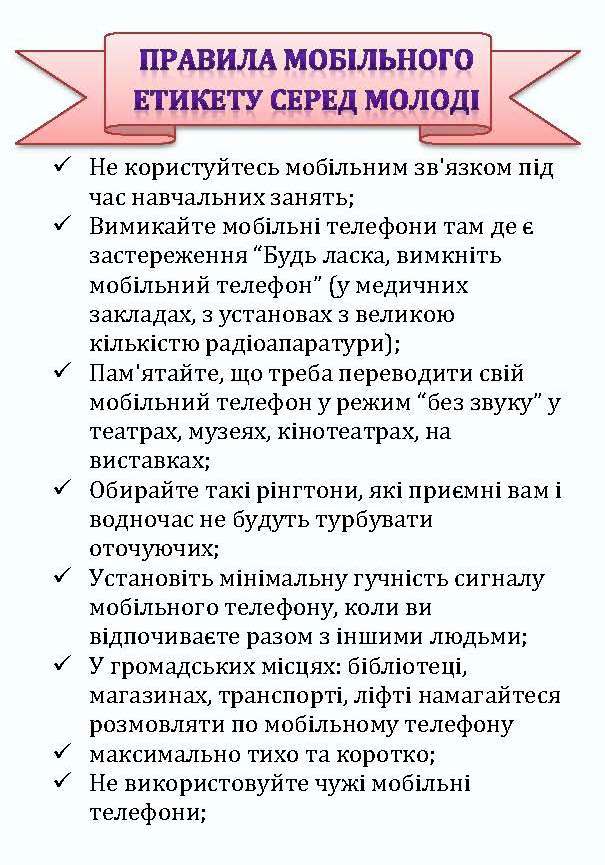 ПРАВИЛА МОБІЛЬНОГО
ЕТИКЕТУ СЕРЕД МОЛОДІ
✓ Не користуйтесь мобільним зв'язком під
час навчальних занять;
✓ Вимикайте мобільні телефони там де є
застереження “Будь ласка, вимкніть
мобільний телефон” (у медичних
закладах, з установах з великою
кількістю радіоапаратури);
✓ Пам'ятайте, що треба переводити свій
мобільний телефон у режим “без звуку” у
театрах, музеях, кінотеатрах, на
виставках;
✓ Обирайте такі рінгтони, які приємні вам і
водночас не будуть турбувати
оточуючих;
✓ Установіть мінімальну гучність сигналу
мобільного телефону, коли ви
відпочиваєте разом з іншими людьми;
✓ У громадських місцях: бібліотеці,
магазинах, транспорті, ліфті намагайтеся
розмовляти по мобільному телефону
✓ максимально тихо та коротко;
✓ Не використовуйте чужі мобільні
телефони;